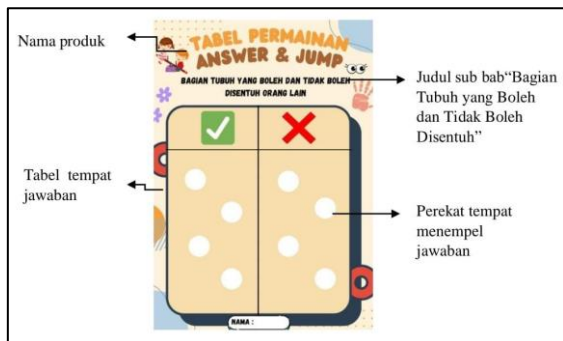 Nama produk
TABEL PERMAINAN
ANSWER & JUMP
BAGIAN TUBUH YANG BOLEH DAN TIDAK BOLEH
DISENTUH ORANG LAIN
Judul sub bab“Bagian
Tubuh yang Boleh
dan Tidak Boleh
Disentuh”
Tabel tempat
jawaban
Perekat tempat
menempel
jawaban
NAMA :